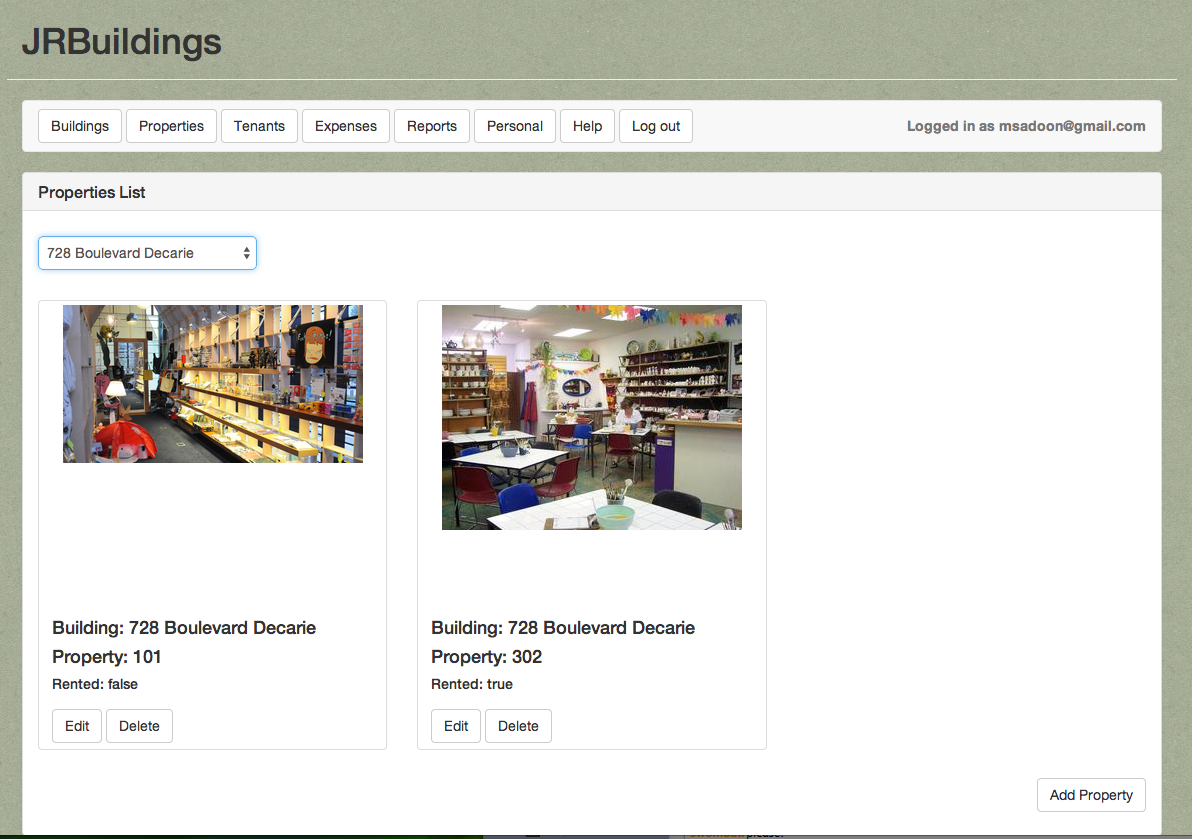 JRBuildings
Buildings Properties Tenants Expenses Reports Personal Help Log out Logged in as msadoon@gmail.com
Properties List
728 Boulevard Decarie
Building: 728 Boulevard Decarie
Property: 101
Rented: false
Edit Delete
Building: 728 Boulevard Decarie
Property: 302
Rented: true
Edit Delete
Add Property